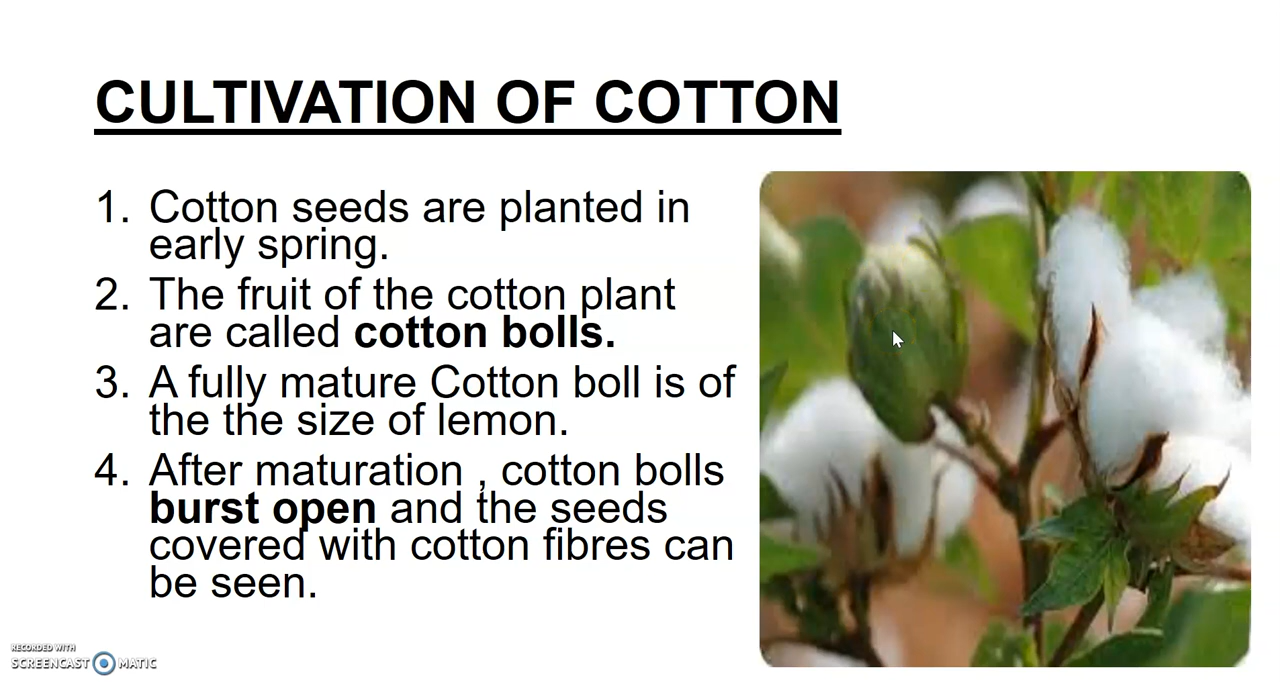 CULTIVATION OF COTTON
1. Cotton seeds are planted in
early spring.
2. The fruit of the cotton plant
are called cotton bolls.
3. A fully mature Cotton boll is of
the the size of lemon.
4. After maturation , cotton bolls
burst open and the seeds
covered with cotton fibres can
be seen.
RECORDED WITH
SCREENCAST MATIC